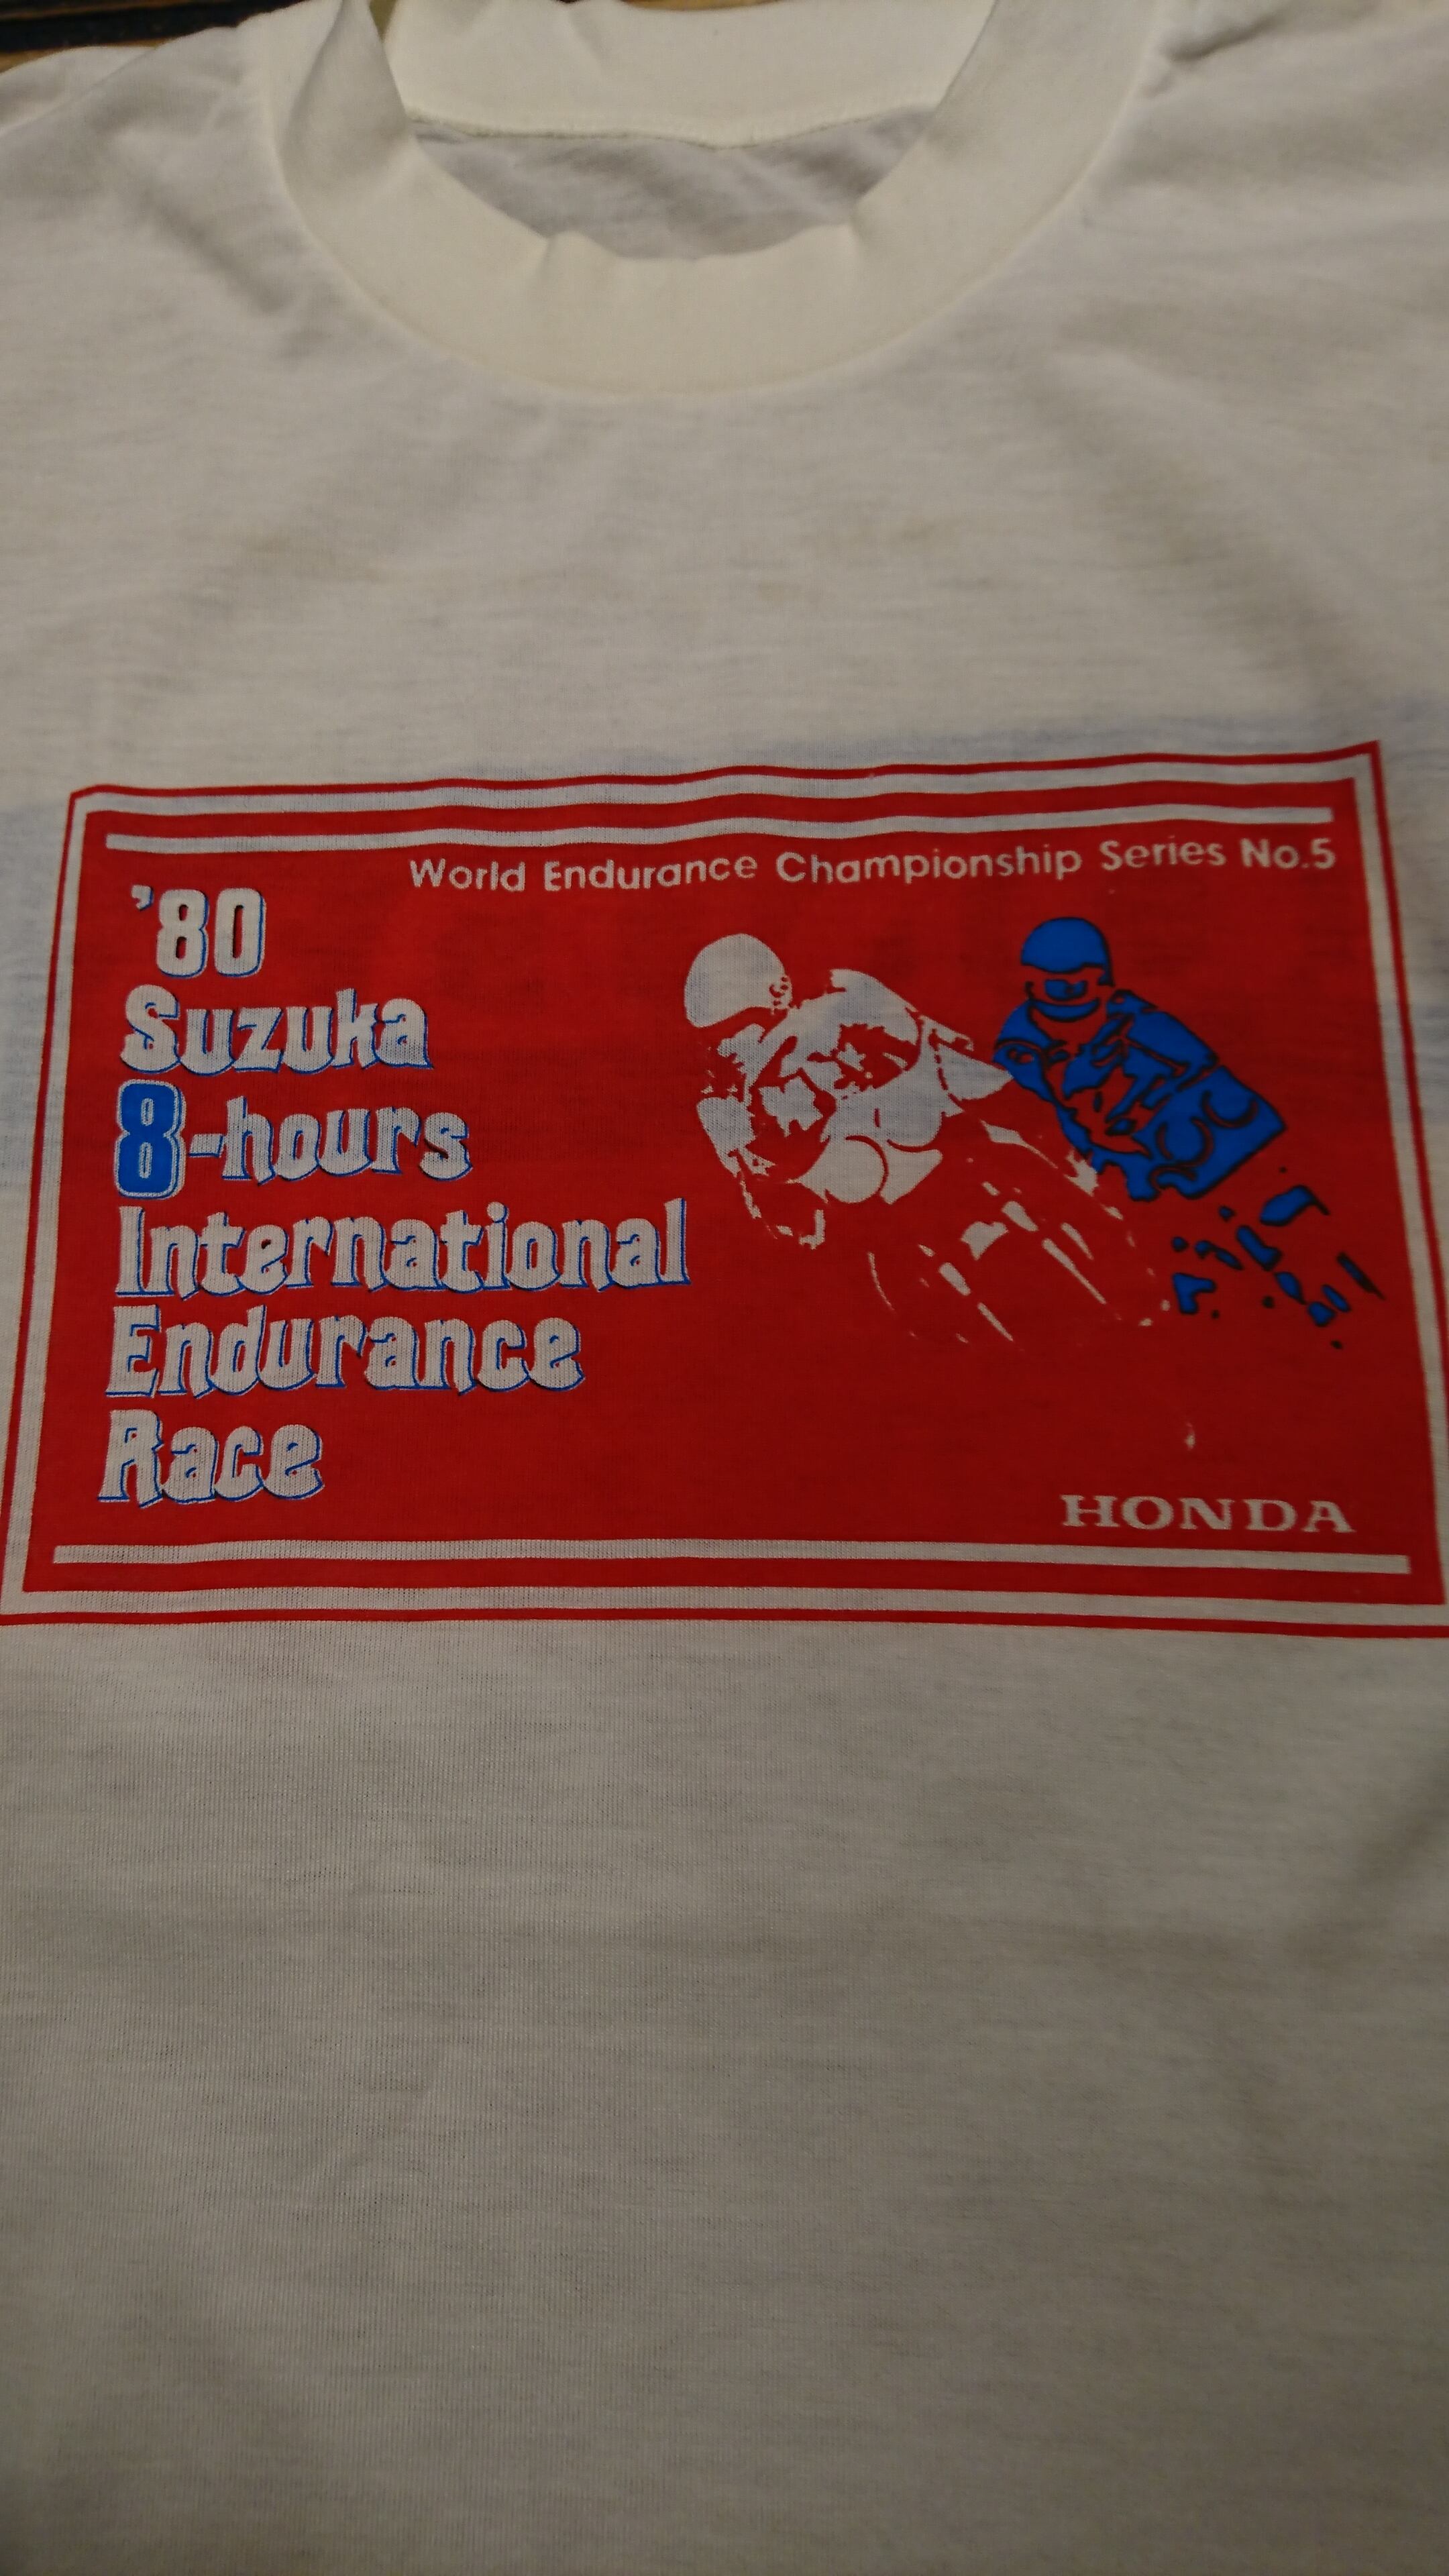 World Endurance Championship Series No.5
'80
Suzuka
8-hours
International
Endurance
Race
HONDA